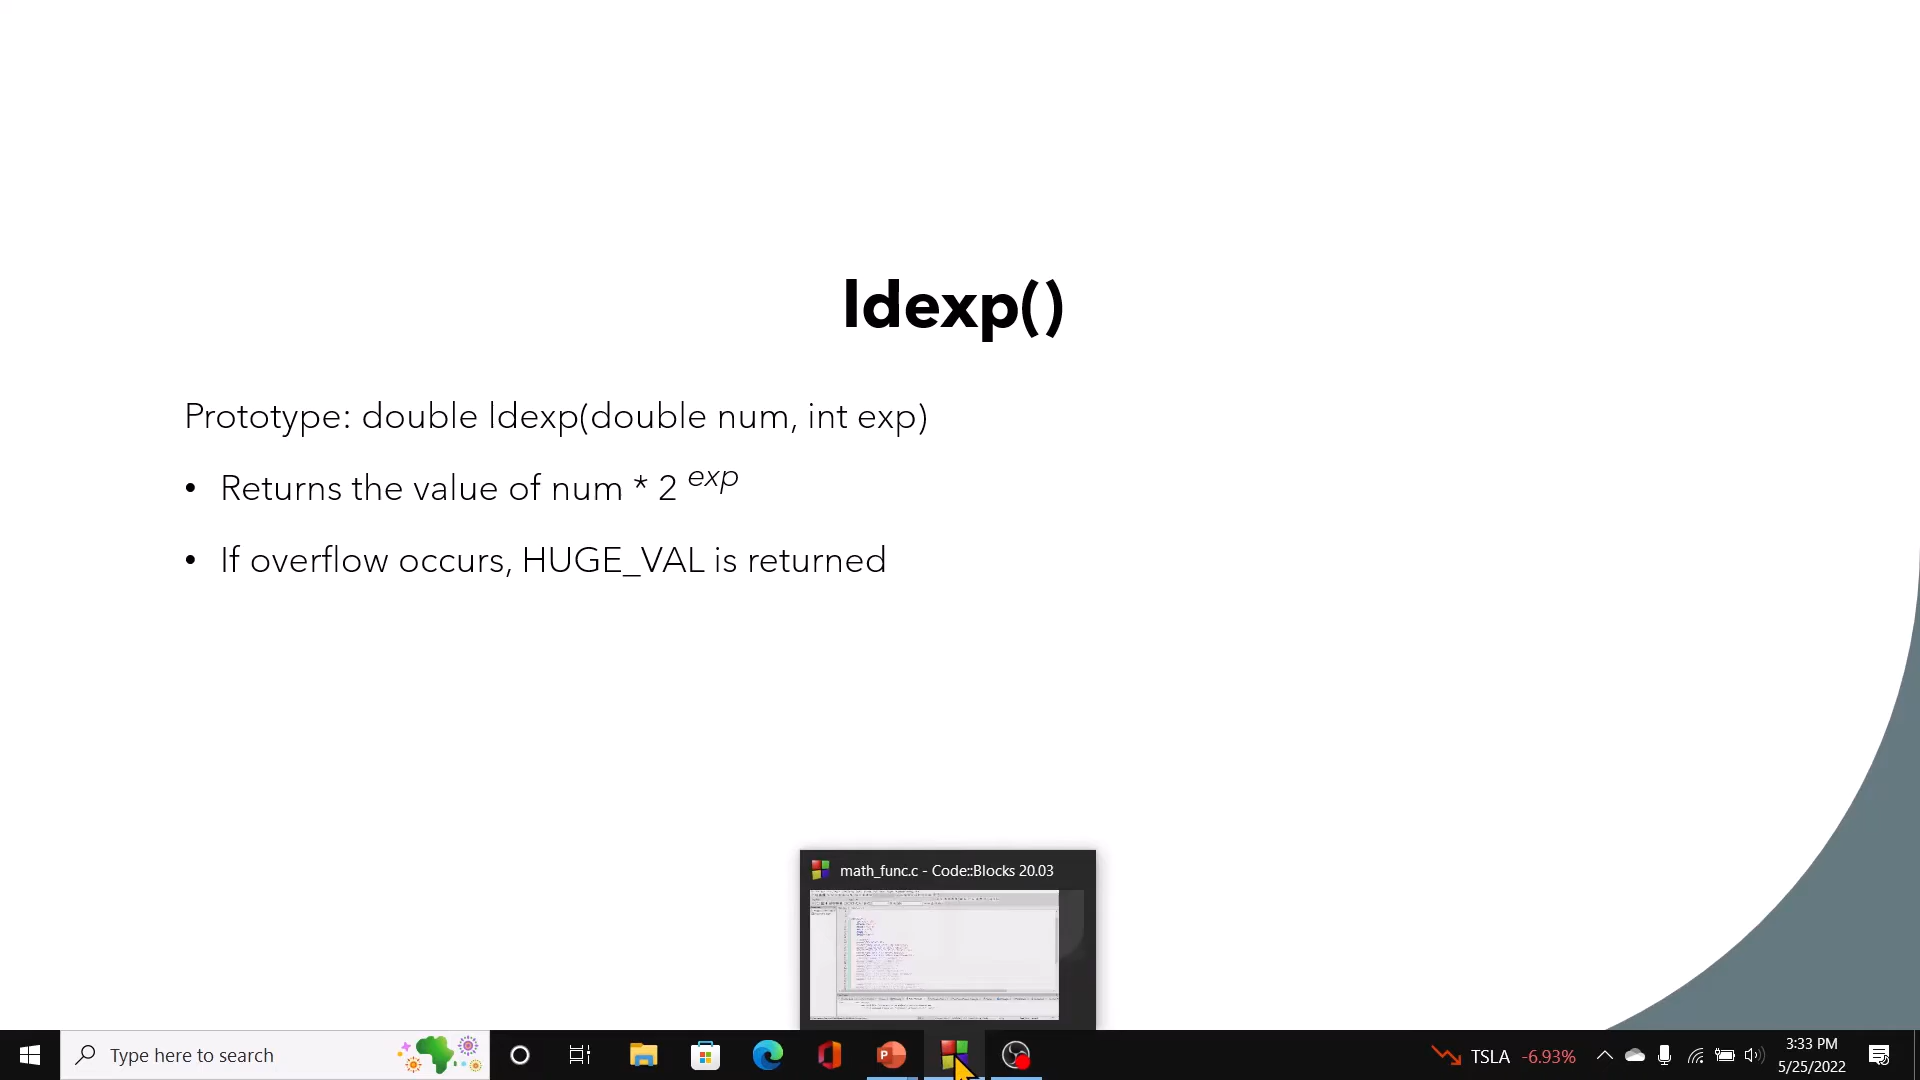 ldexp()
Prototype: double ldexp(double num, int exp)
• Returns the value of num * 2 exp
• If overflow occurs, HUGE_VAL is returned
math_func.c - Code::Blocks 20.03
Type here to search
TSLA -6.93%
3:33 PM
5/25/2022